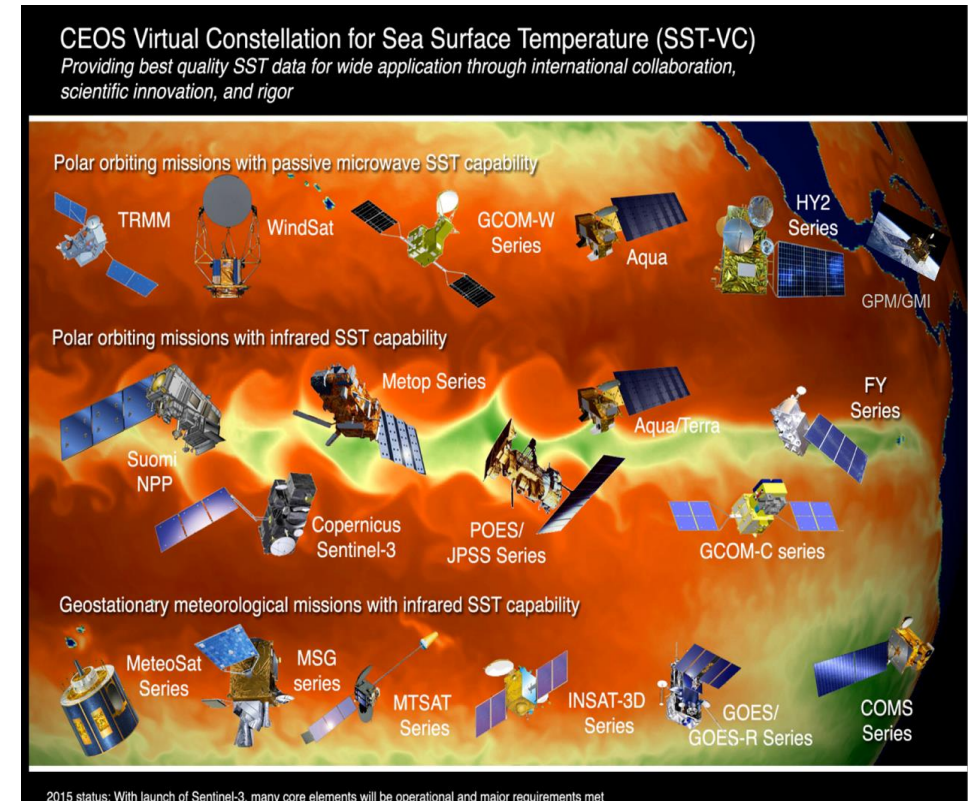 CEOS Virtual Constellation for Sea Surface Temperature (SST-VC)
Providing best quality SST data for wide application through international collaboration,
scientific innovation, and rigor
Polar orbiting missions with passive microwave SST capability
TRMM
WindSat
GCOM-W
Series
Aqua
HY2
Series
GPM/GMI
Polar orbiting missions with infrared SST capability
Suomi
NPP
Metop Series
Copernicus
Sentinel-3
POES/
JPSS Series
Aqua/Terra
GCOM-C series
FY
Series
Geostationary meteorological missions with infrared SST capability
MeteoSat
Series
MSG
series
MTSAT
Series
INSAT-3D
Series
GOES/
GOES-R Series
COMS
Series
2015 status: With launch of Sentinel-3, many core elements will be operational and major requirements met